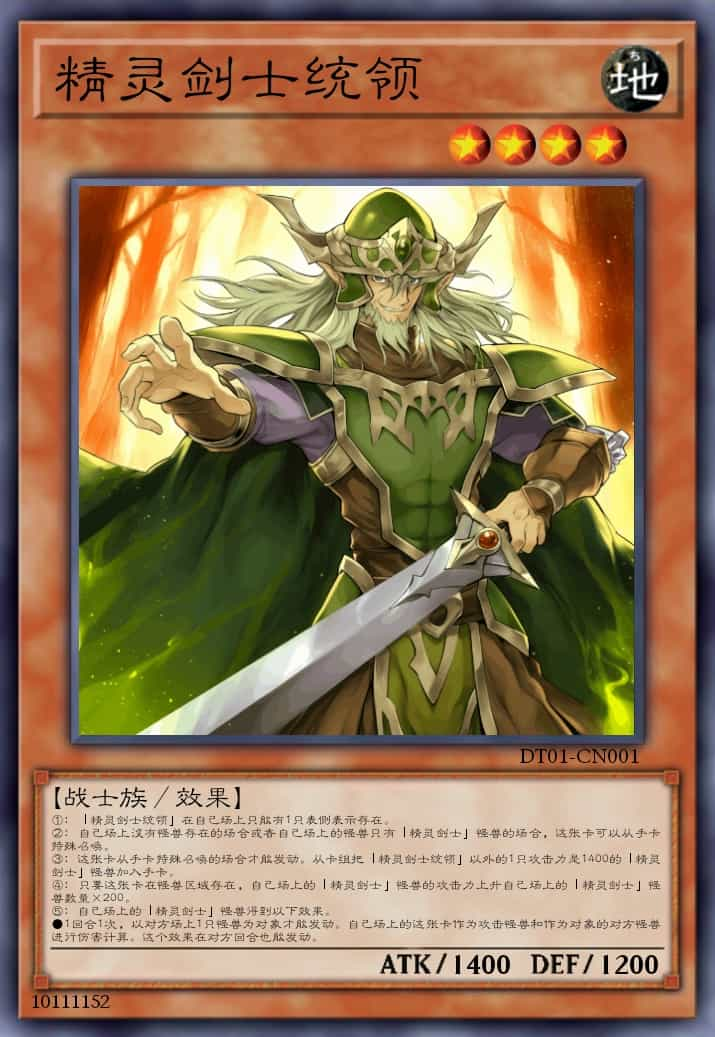 精灵剑士统领
ち
地
DT01-CN001
【战士族／效果】
①：「精灵剑士统领」在自己场上只能有1只表侧表示存在。
②：自己场上没有怪兽存在的场合或者自己场上的怪兽只有「精灵剑士」怪兽的场合，这张卡可以从手卡
特殊召唤。
③：这张卡从手卡特殊召唤的场合才能发动。从卡组把「精灵剑士统领」以外的1只攻击力是1400的「精灵
剑士」怪兽加入手卡。
④：只要这张卡在怪兽区域存在，自己场上的「精灵剑士」怪兽的攻击力上升自己场上的「精灵剑士」怪
兽数量×200。
⑤：自己场上的「精灵剑士」怪兽得到以下效果。
●1回合1次，以对方场上1只怪兽为对象才能发动。自己场上的这张卡作为攻击怪兽和作为对象的对方怪兽
进行伤害计算。这个效果在对方回合也能发动。
ATK/1400 DEF/1200
10111152